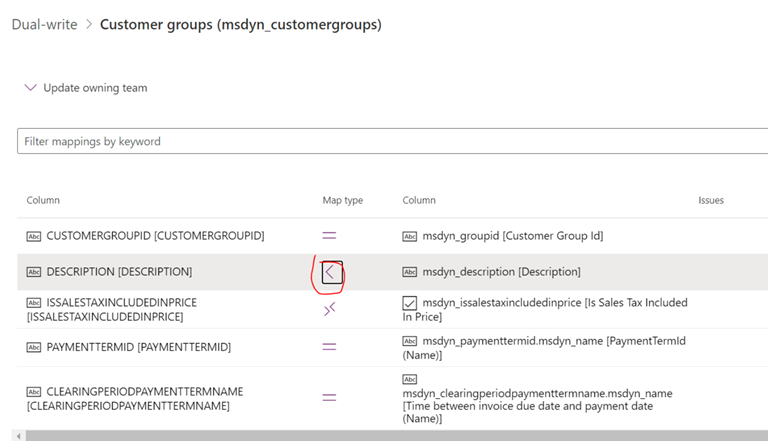 Dual-write > Customer groups (msdyn_customergroups)
Update owning team
Filter mappings by keyword
Column Map type Column Issues
Abc CUSTOMERGROUPID [CUSTOMERGROUPID] = Abc msdyn_groupid [Customer Group Id]
Abc DESCRIPTION [DESCRIPTION] < Abc msdyn_description [Description]
Abc ISSALESTAXINCLUDEDINPRICE
[ISSALESTAXINCLUDEDINPRICE]
>< msdyn_issalestaxincludedinprice [Is Sales Tax Included
In Price]
Abc PAYMENTTERMID [PAYMENTTERMID] = Abc msdyn_paymenttermid.msdyn_name [PaymentTermId
(Name)]
Abc CLEARINGPERIODPAYMENTTERMNAME
[CLEARINGPERIODPAYMENTTERMNAME]
= Abc
msdyn_clearingperiodpaymenttermname.msdyn_name
[Time between invoice due date and payment date
(Name)]